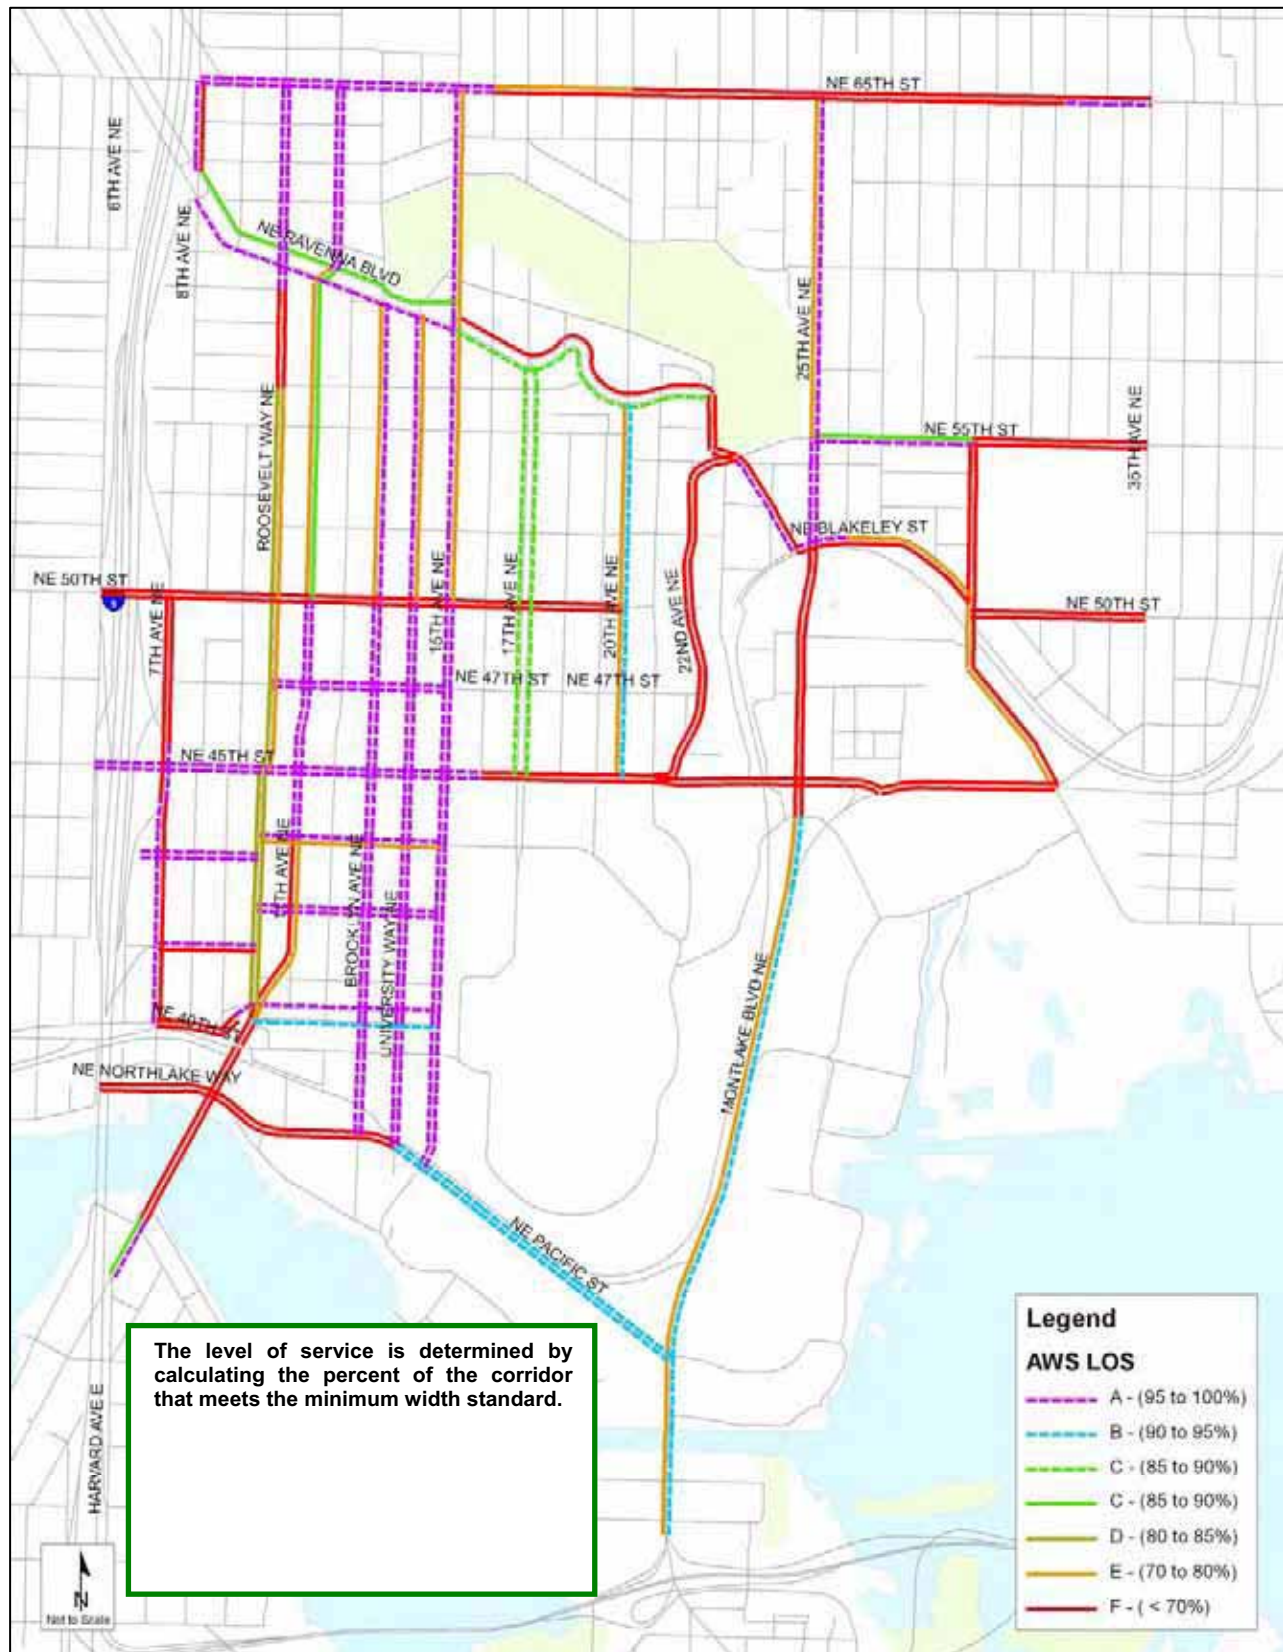 NE 65TH ST
6TH AVE NE
8TH AVE NE
NE RAVENNA BLVD
25TH AVE NE
35TH AVE NE
NE 55TH ST
ROOSEVELT WAY NE
NE BLAKELEY ST
NE 50TH ST
5
7TH AVE NE
15TH AVE NE
17TH AVE NE
20TH AVE NE
22ND AVE NE
NE 50TH ST
NE 47TH ST
NE 47TH ST
NE 45TH ST
AVE NE
UNIVERSITY WAY NE
MONTLAKE BLVD NE
NE 40TH ST
NE NORTHLAKE WAY
NE PACIFIC ST
HARVARD AVE E
The level of service is determined by
calculating the percent of the corridor
that meets the minimum width standard.
Legend
AWS LOS
A - (95 to 100%)
B - (90 to 95%)
C - (85 to 90%)
C - (85 to 90%)
D - (80 to 85%)
E - (70 to 80%)
F - ( < 70%)
N
Not to Scale